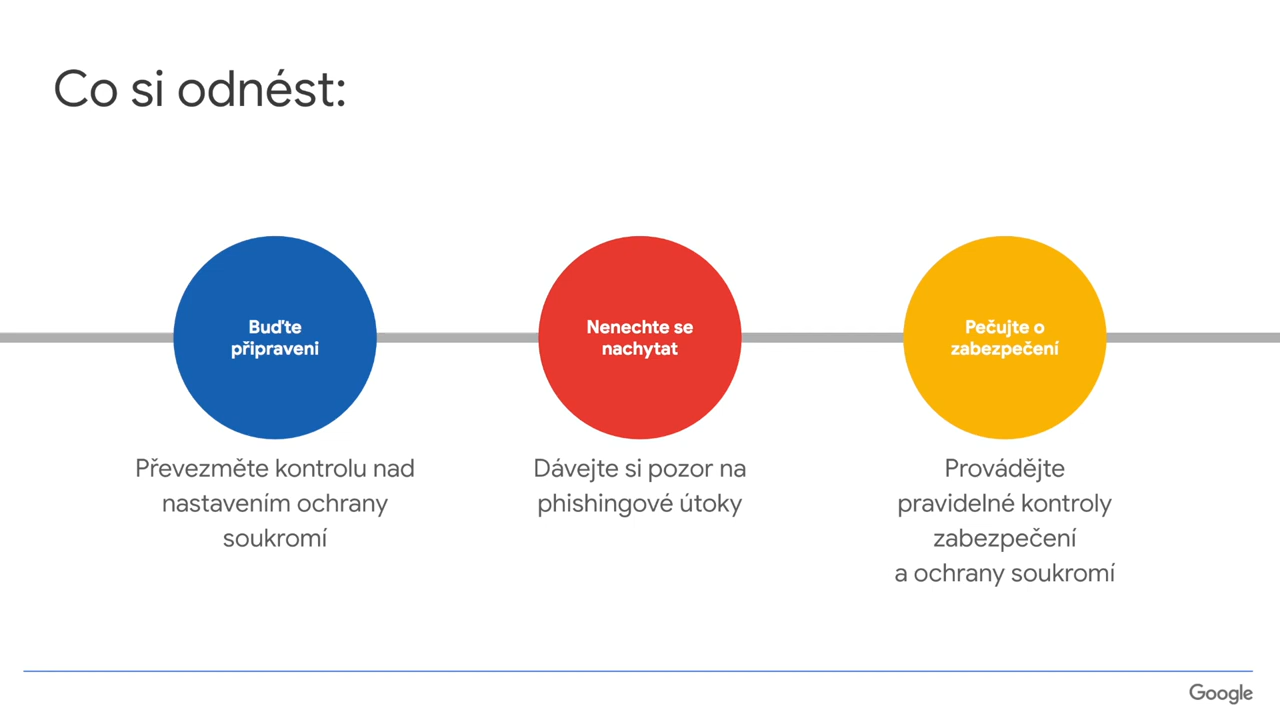 Co si odnést:
Buďte
připraveni
Převezměte kontrolu nad
nastavením ochrany
soukromí
Nenechte se
nachytat
Dávejte si pozor na
phishingové útoky
Pečujte o
zabezpečení
Provádějte
pravidelné kontroly
zabezpečení
a ochrany soukromí
Google